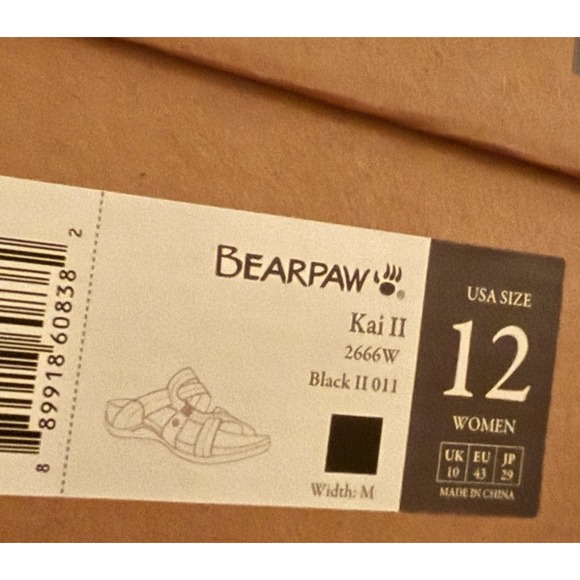 8 89918 60838 2
BEARPAW®
Kai II
2666W
Black II 011
Width: M
USA SIZE
12
WOMEN
UK EU JP
10 43 29
MADE IN CHINA